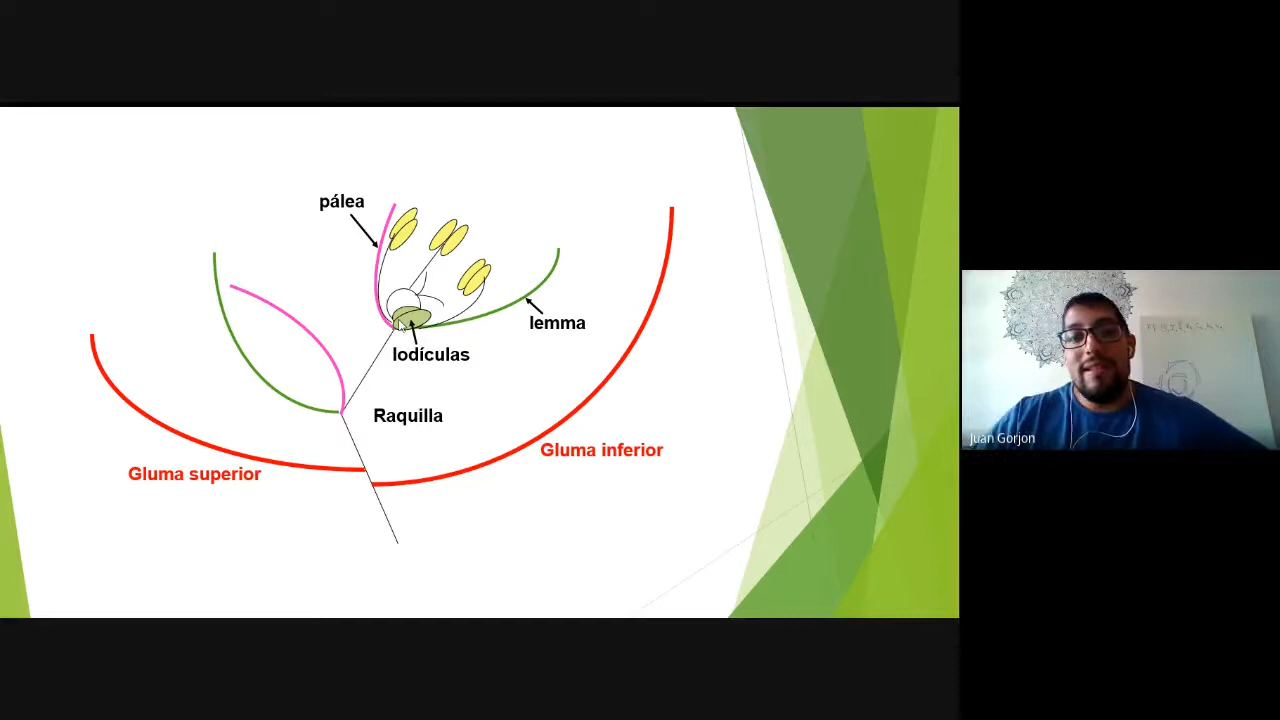 pálea
lemma
lodículas
Raquilla
Gluma inferior
Gluma superior
Juan Gorjon